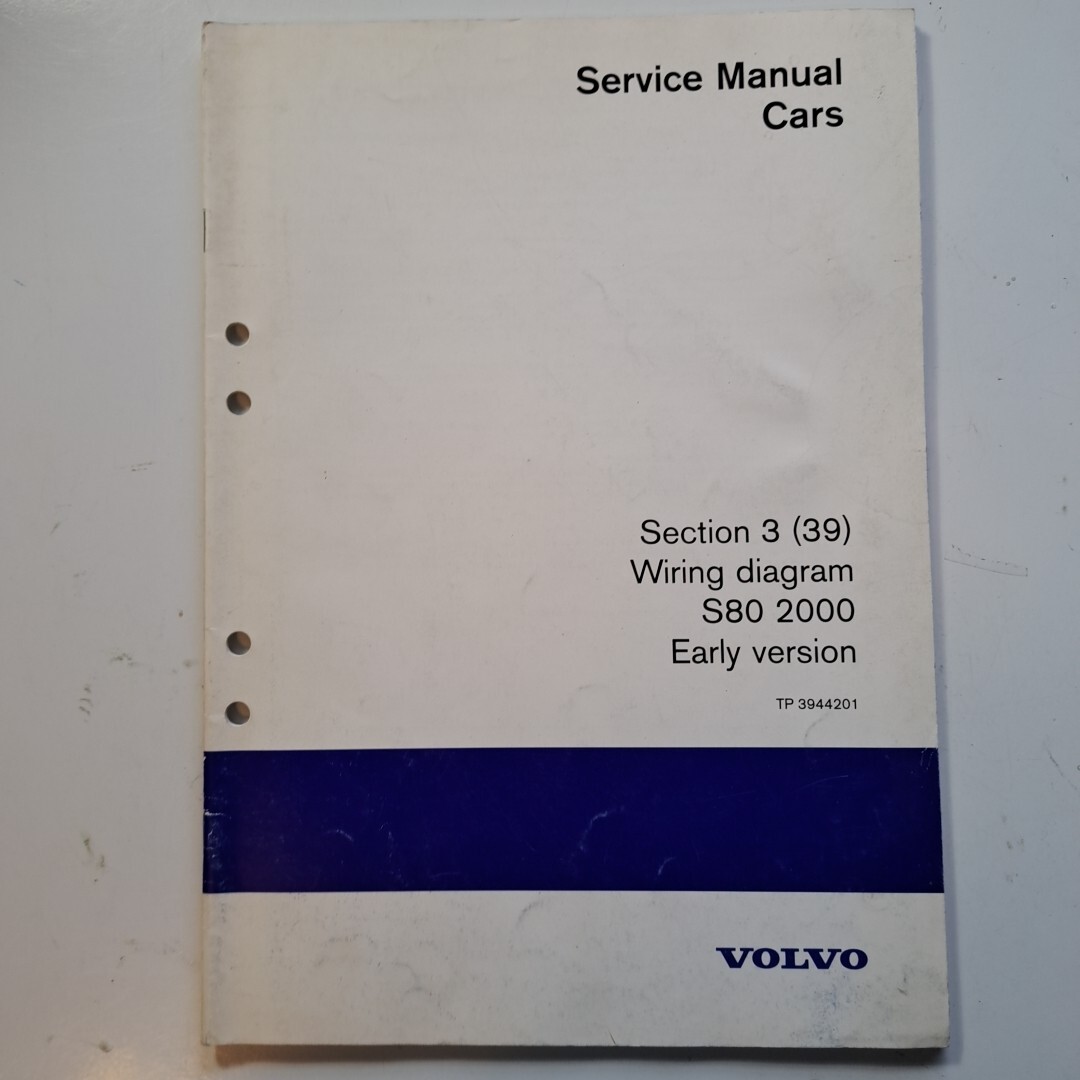 Service Manual
Cars
Section 3 (39)
Wiring diagram
S80 2000
Early version
TP 3944201
VOLVO